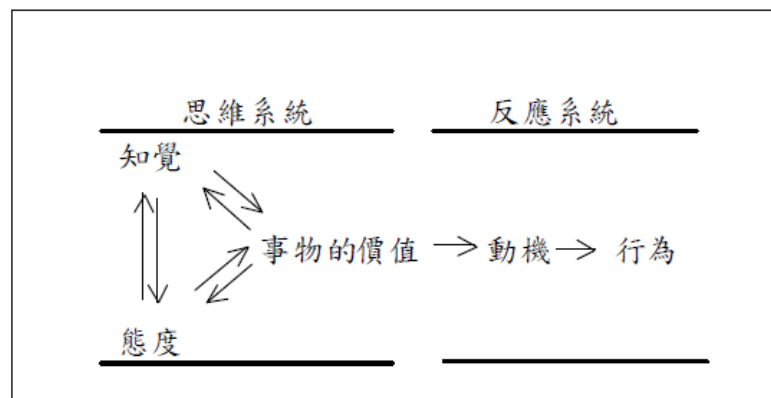 思維系統 反應系統
知覺
事物的價值 動機 行為
態度